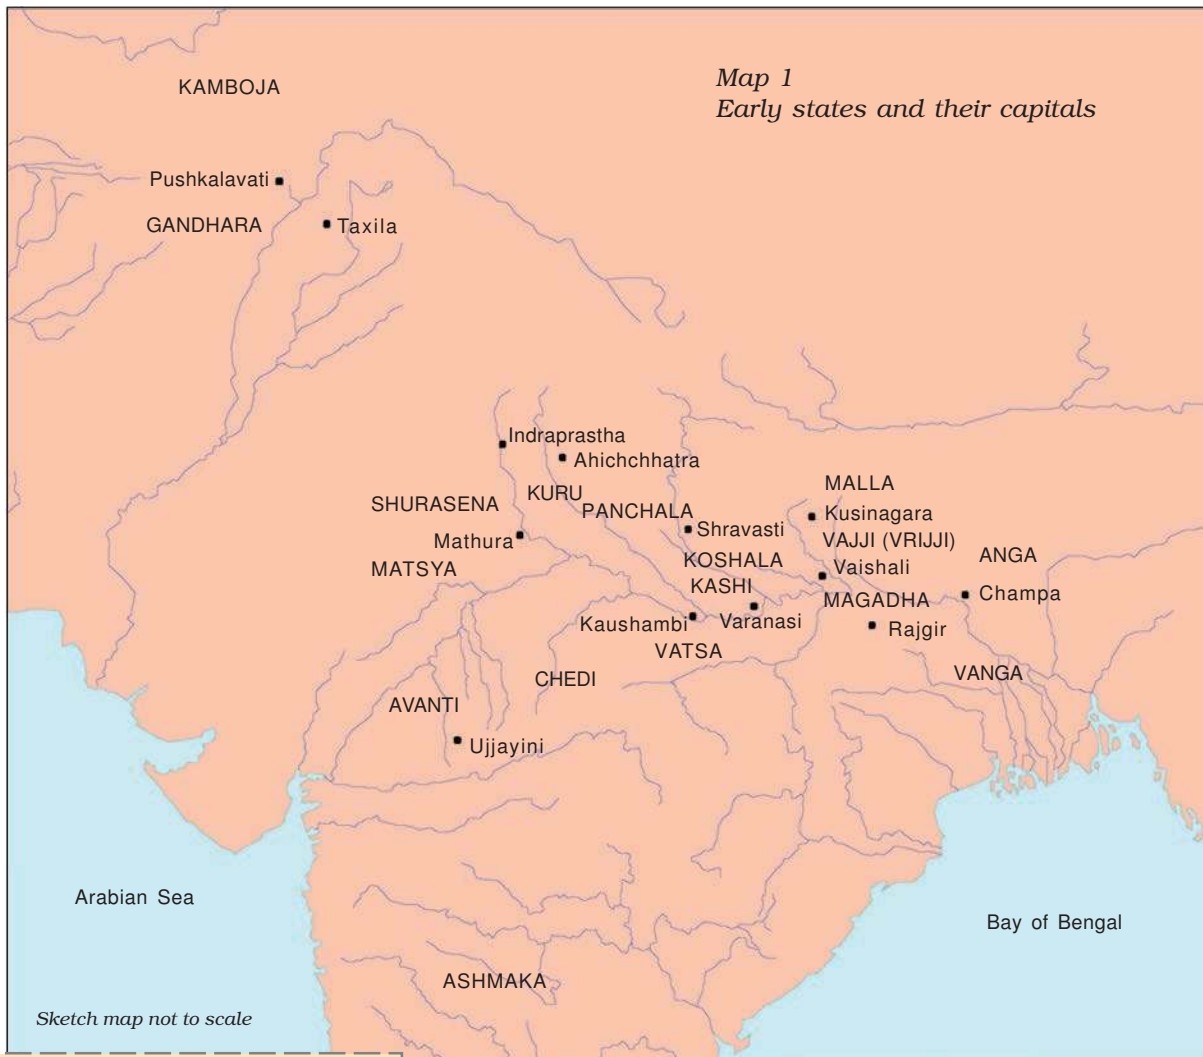 Map 1
Early states and their capitals
KAMBOJA
Pushkalavati
GANDHARA
Taxila
Indraprastha
Ahichchhatra
MALLA
SHURASENA
KURU
PANCHALA
Kusinagara
Shravasti
Mathura
VAJJI (VRIJJI)
MATSYA
KOSHALA
Vaishali
ANGA
KASHI
MAGADHA
Champa
Kaushambi
Varanasi
Rajgir
VATSA
CHEDI
VANGA
AVANTI
Ujjayini
Arabian Sea
Bay of Bengal
ASHMAKA
Sketch map not to scale